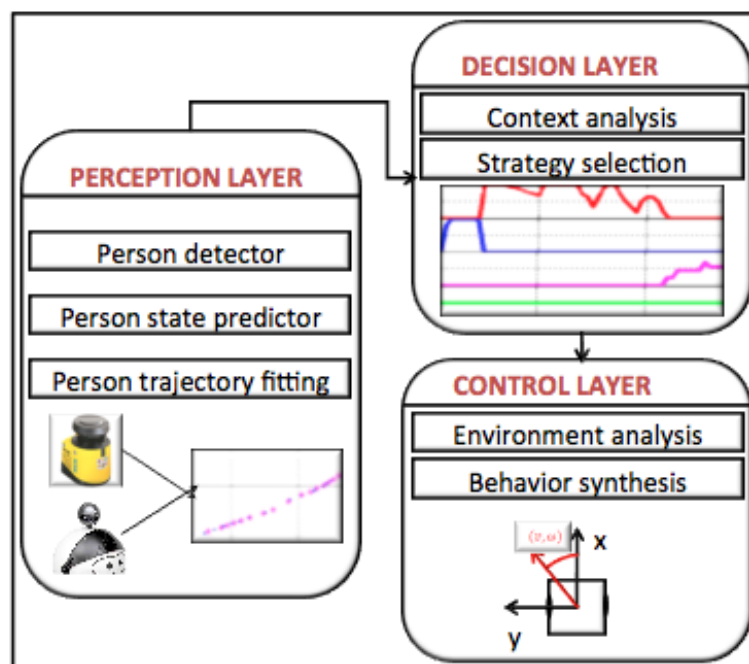 PERCEPTION LAYER
Person detector
Person state predictor
Person trajectory fitting
DECISION LAYER
Context analysis
Strategy selection
CONTROL LAYER
Environment analysis
Behavior synthesis
(v, ω)
x
y